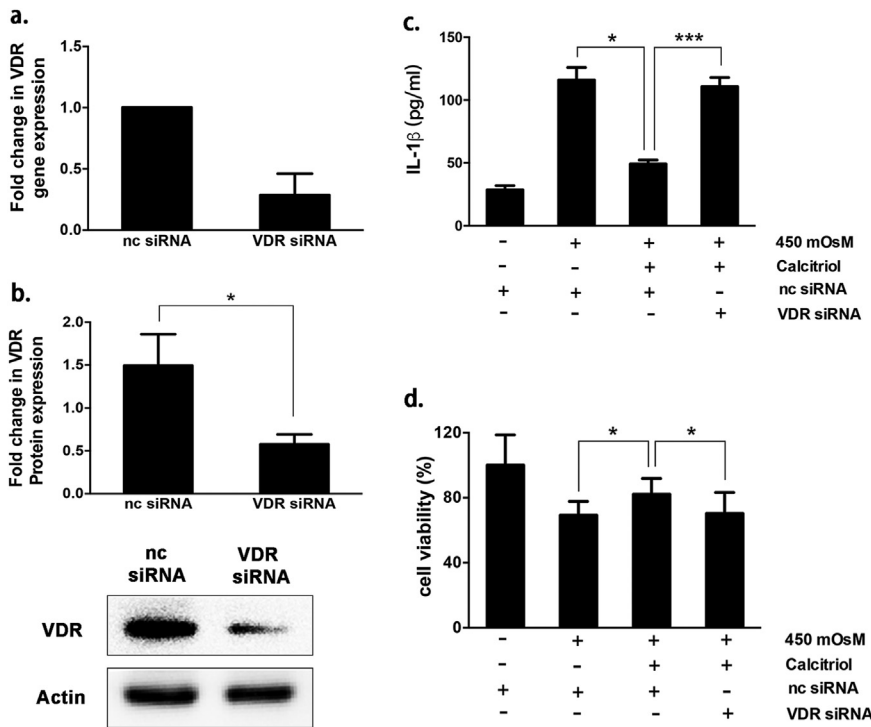 a.
Fold change in VDR
gene expression
1.5
1.0
0.5
0.0
nc siRNA VDR siRNA
b.
Fold change in VDR
Protein expression
2.0
1.5
1.0
0.5
0.0
*
nc siRNA VDR siRNA
nc
siRNA
VDR
siRNA
VDR
Actin
c.
IL-1β (pg/ml)
150
100
50
0
* ***
- + + + 450 mOsM
- - + + Calcitriol
+ + + - nc siRNA
- - - + VDR siRNA
d.
cell viability (%)
120
80
40
0
* *
- + + + 450 mOsM
- - + + Calcitriol
+ + + - nc siRNA
- - - + VDR siRNA